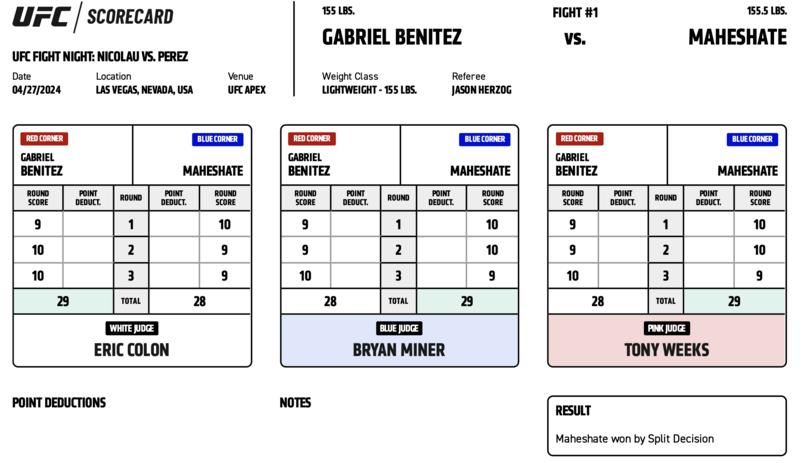 UFC SCORECARD
UFC FIGHT NIGHT: NICOLAU VS. PEREZ
Date Location Venue
04/27/2024 LAS VEGAS, NEVADA, USA UFC APEX
155 LBS. FIGHT #1 155.5 LBS.
GABRIEL BENITEZ VS. MAHESHATE
Weight Class Referee
LIGHTWEIGHT - 155 LBS. JASON HERZOG
RED CORNER BLUE CORNER
GABRIEL
BENITEZ MAHESHATE
ROUND SCORE POINT DEDUCT. ROUND POINT DEDUCT. ROUND SCORE
9 1 10
10 2 9
10 3 9
29 TOTAL 28
WHITE JUDGE
ERIC COLON
RED CORNER BLUE CORNER
GABRIEL
BENITEZ MAHESHATE
ROUND SCORE POINT DEDUCT. ROUND POINT DEDUCT. ROUND SCORE
9 1 10
9 2 10
10 3 9
28 TOTAL 29
BLUE JUDGE
BRYAN MINER
RED CORNER BLUE CORNER
GABRIEL
BENITEZ MAHESHATE
ROUND SCORE POINT DEDUCT. ROUND POINT DEDUCT. ROUND SCORE
9 1 10
9 2 10
10 3 9
28 TOTAL 29
PINK JUDGE
TONY WEEKS
POINT DEDUCTIONS
NOTES
RESULT
Maheshate won by Split Decision